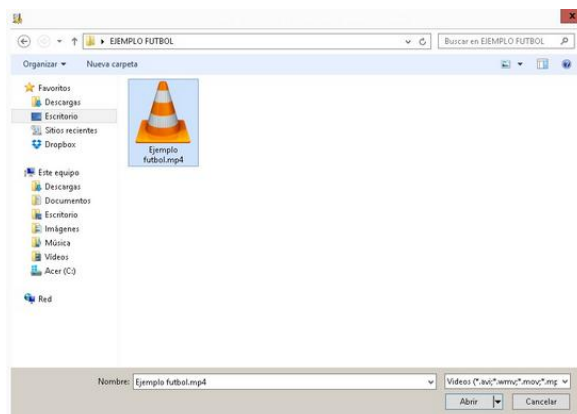 EJEMPLO FUTBOL
Buscar en EJEMPLO FUTBOL
Organizar
Nueva carpeta
Favoritos
Descargas
Escritorio
Sitios recientes
Dropbox
Este equipo
Descargas
Documentos
Escritorio
Imágenes
Música
Vídeos
Acer (C:)
Red
Ejemplo
futbol.mp4
Nombre:
Ejemplo futbol.mp4
Videos (*.avi;*.wmv;*.mov;*.mp
Abrir
Cancelar